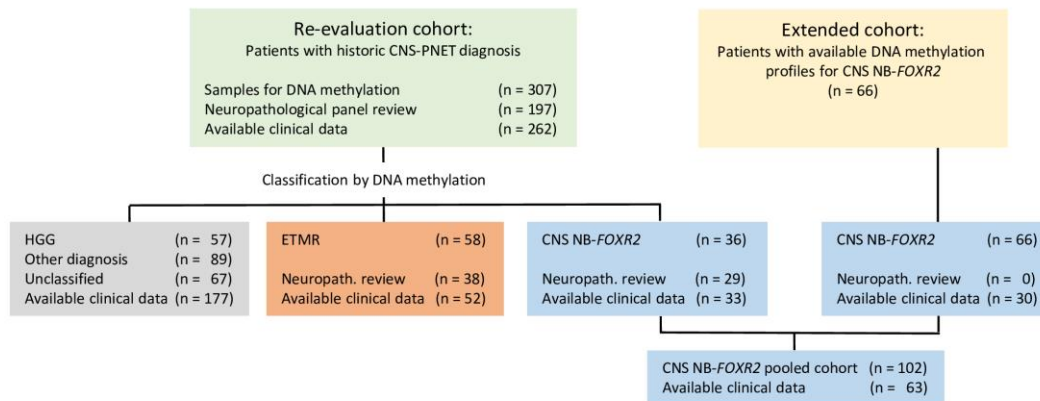 Re-evaluation cohort:
Patients with historic CNS-PNET diagnosis
Samples for DNA methylation (n = 307)
Neuropathological panel review (n = 197)
Available clinical data (n = 262)
Extended cohort:
Patients with available DNA methylation
profiles for CNS NB-FOXR2
(n = 66)
Classification by DNA methylation
HGG (n = 57)
Other diagnosis (n = 89)
Unclassified (n = 67)
Available clinical data (n = 177)
ETMR (n = 58)
Neuropath. review (n = 38)
Available clinical data (n = 52)
CNS NB-FOXR2 (n = 36)
Neuropath. review (n = 29)
Available clinical data (n = 33)
CNS NB-FOXR2 (n = 66)
Neuropath. review (n = 0)
Available clinical data (n = 30)
CNS NB-FOXR2 pooled cohort (n = 102)
Available clinical data (n = 63)